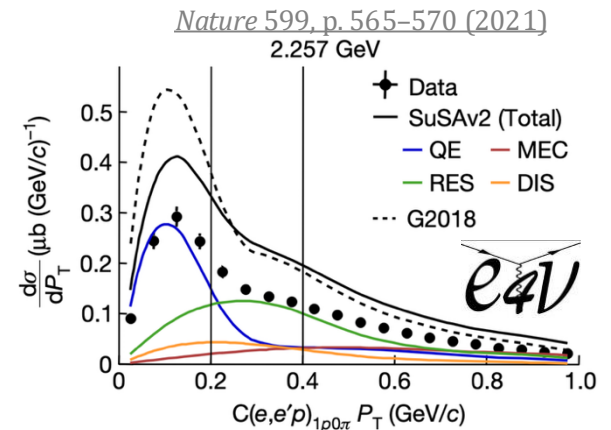 Nature 599, p. 565–570 (2021)
2.257 GeV
Data
SuSAv2 (Total)
QE MEC
RES DIS
G2018
e4ν
dσ/dP_T (μb (GeV/c)⁻¹)
0.5
0.4
0.3
0.2
0.1
0
0 0.2 0.4 0.6 0.8 1.0
C(e,e′p)₁ₚ₀π P_T (GeV/c)